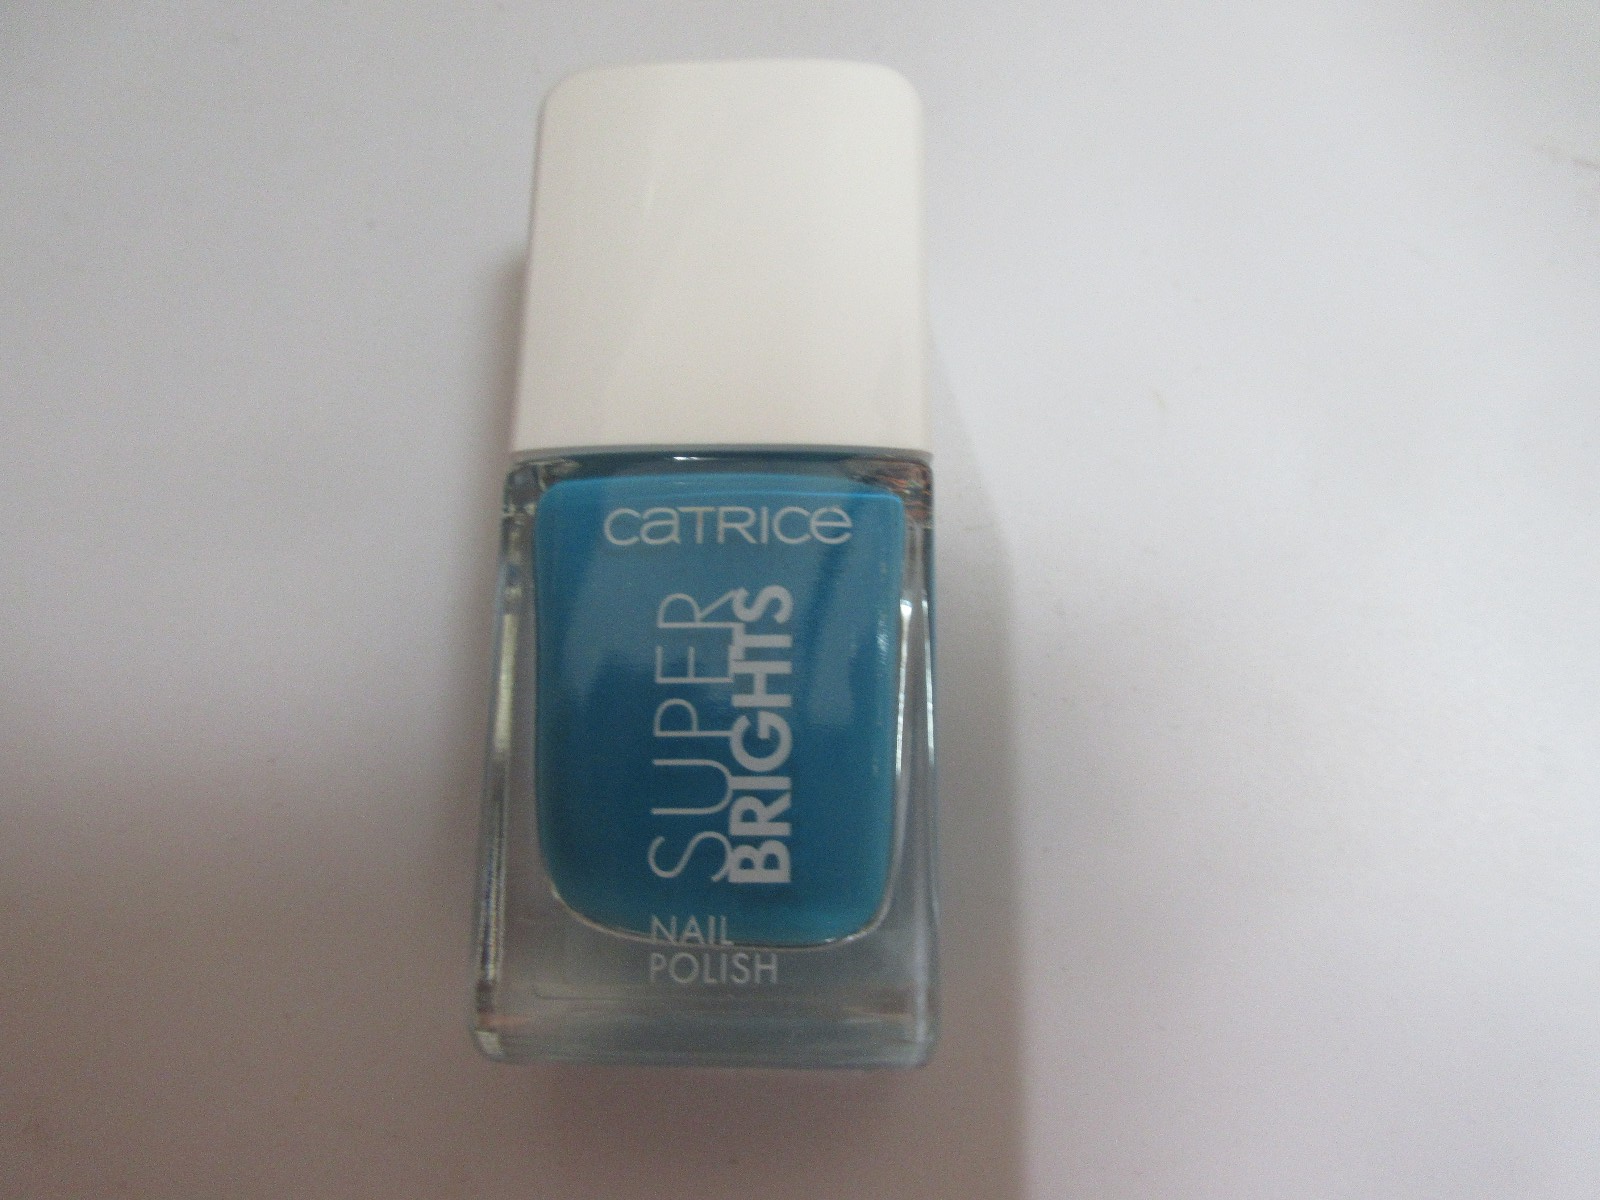 CATRICE
SUPER
BRIGHTS
NAIL
POLISH